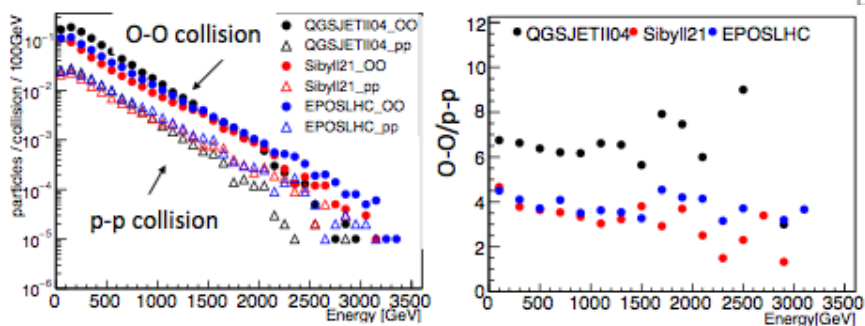 particles / collision / 100GeV
10⁻¹
10⁻²
10⁻³
10⁻⁴
10⁻⁵
10⁻⁶
O-O collision
p-p collision
QGSJETII04_OO
QGSJETII04_pp
Sibyll21_OO
Sibyll21_pp
EPOSLHC_OO
EPOSLHC_pp
0 500 1000 1500 2000 2500 3000 3500
Energy [GeV]
O-O/p-p
12
10
8
6
4
2
0
QGSJETII04 Sibyll21 EPOSLHC
0 500 1000 1500 2000 2500 3000 3500
Energy[GeV]